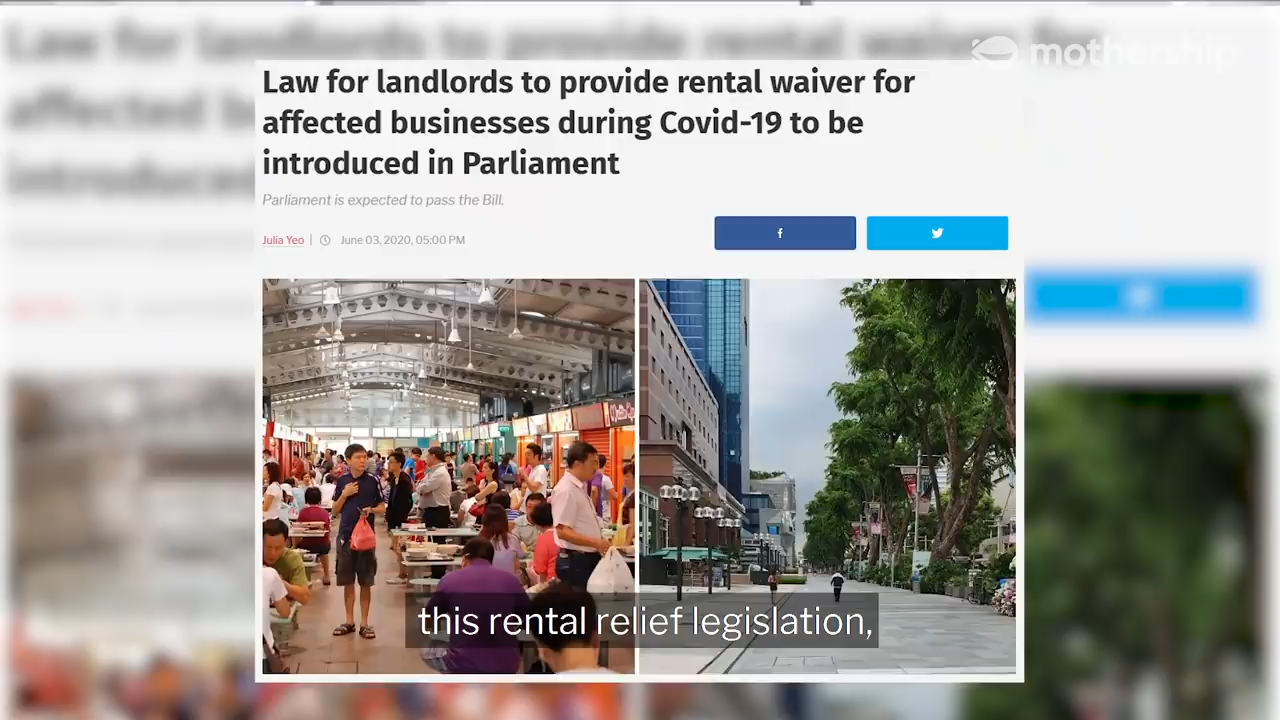 mothership
Law for landlords to provide rental waiver for
affected businesses during Covid-19 to be
introduced in Parliament
Parliament is expected to pass the Bill.
Julia Yeo | June 03, 2020, 05:00 PM
this rental relief legislation,